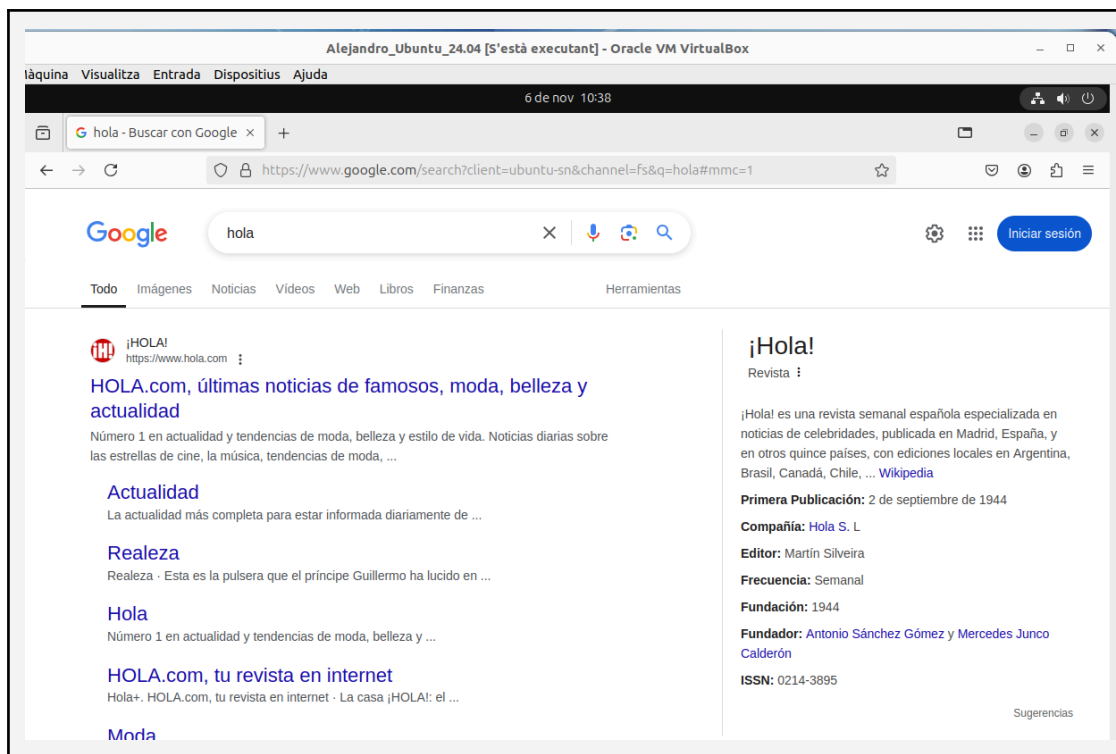 Alejandro_Ubuntu_24.04 [S'està executant] - Oracle VM VirtualBox
Màquina Visualitza Entrada Dispositius Ajuda
6 de nov 10:38
hola - Buscar con Google
https://www.google.com/search?client=ubuntu-sn&channel=fs&q=hola#mmc=1
Google
hola
Iniciar sesión
Todo Imágenes Noticias Vídeos Web Libros Finanzas Herramientas
¡H!
¡HOLA!
https://www.hola.com
HOLA.com, últimas noticias de famosos, moda, belleza y
actualidad
Número 1 en actualidad y tendencias de moda, belleza y estilo de vida. Noticias diarias sobre
las estrellas de cine, la música, tendencias de moda, ...
Actualidad
La actualidad más completa para estar informada diariamente de ...
Realeza
Realeza · Esta es la pulsera que el príncipe Guillermo ha lucido en ...
Hola
Número 1 en actualidad y tendencias de moda, belleza y ...
HOLA.com, tu revista en internet
Hola+. HOLA.com, tu revista en internet · La casa ¡HOLA!: el ...
Moda
¡Hola!
Revista
¡Hola! es una revista semanal española especializada en
noticias de celebridades, publicada en Madrid, España, y
en otros quince países, con ediciones locales en Argentina,
Brasil, Canadá, Chile, ... Wikipedia
Primera Publicación: 2 de septiembre de 1944
Compañía: Hola S. L
Editor: Martín Silveira
Frecuencia: Semanal
Fundación: 1944
Fundador: Antonio Sánchez Gómez y Mercedes Junco
Calderón
ISSN: 0214-3895
Sugerencias